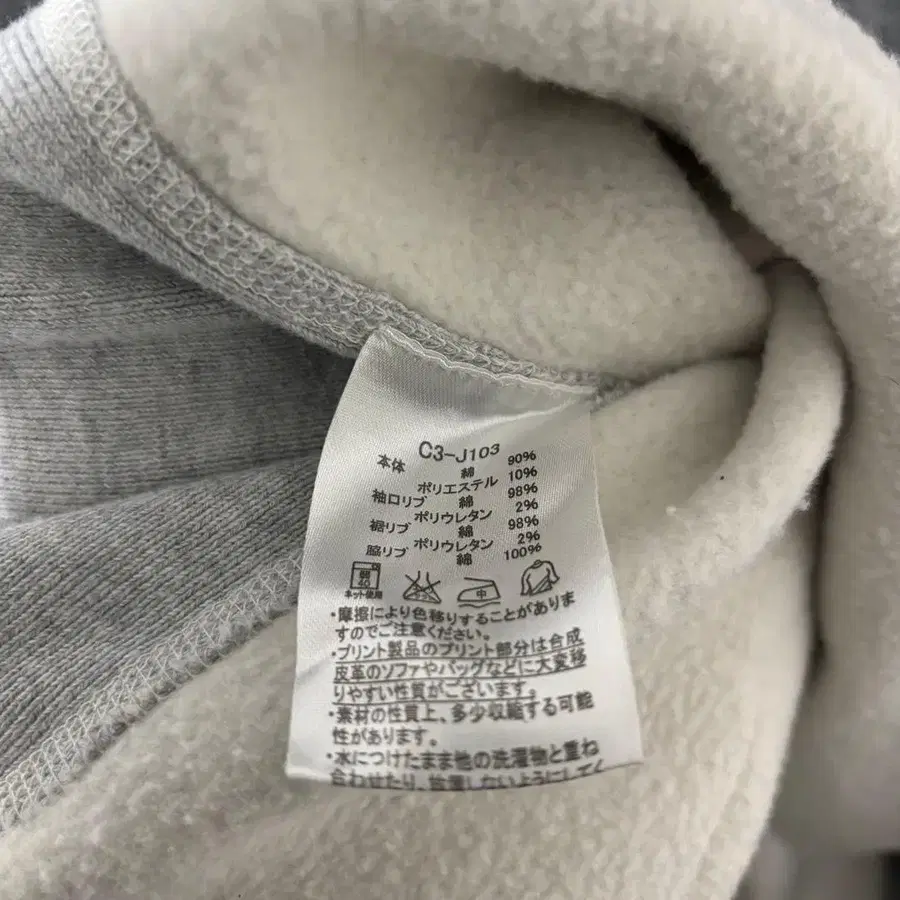 C3-J103
本体 綿 90%
ポリエステル 10%
袖口リブ 綿 98%
ポリウレタン 2%
裾リブ 綿 98%
ポリウレタン 2%
脇リブ 綿 100%
40
ネット使用 中
・摩擦により色移りすることがありま
すのでご注意ください。
・プリント製品のプリント部分は合成
皮革のソファやバッグなどに大変移
りやすい性質がございます。
・素材の性質上、多少収縮する可能
性があります。
・水につけたまま他の洗濯物と重ね
合わせたり、放置しないようにしてく